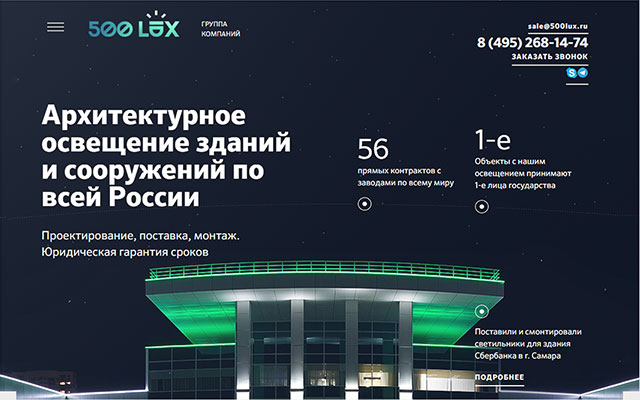 500 LUX
ГРУППА
КОМПАНИЙ
sale@500lux.ru
8 (495) 268-14-74
ЗАКАЗАТЬ ЗВОНОК
Архитектурное
освещение зданий
и сооружений по
всей России
Проектирование, поставка, монтаж.
Юридическая гарантия сроков
56
прямых контрактов с
заводами по всему миру
1-е
Объекты с нашим
освещением принимают
1-е лица государства
Поставили и смонтировали
светильники для здания
Сбербанка в г. Самара
ПОДРОБНЕЕ